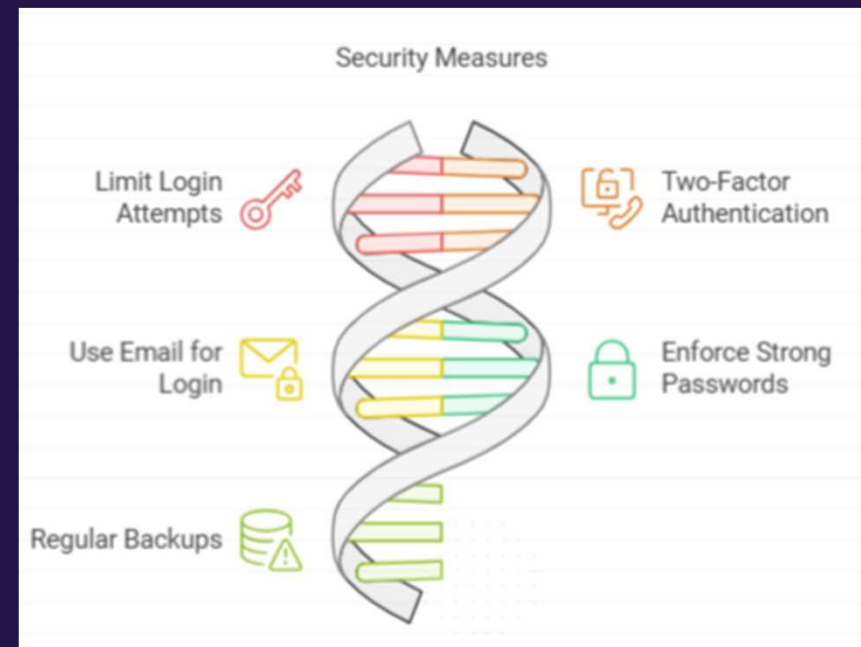 Security Measures
Limit Login
Attempts
Two-Factor
Authentication
Use Email for
Login
Enforce Strong
Passwords
Regular Backups